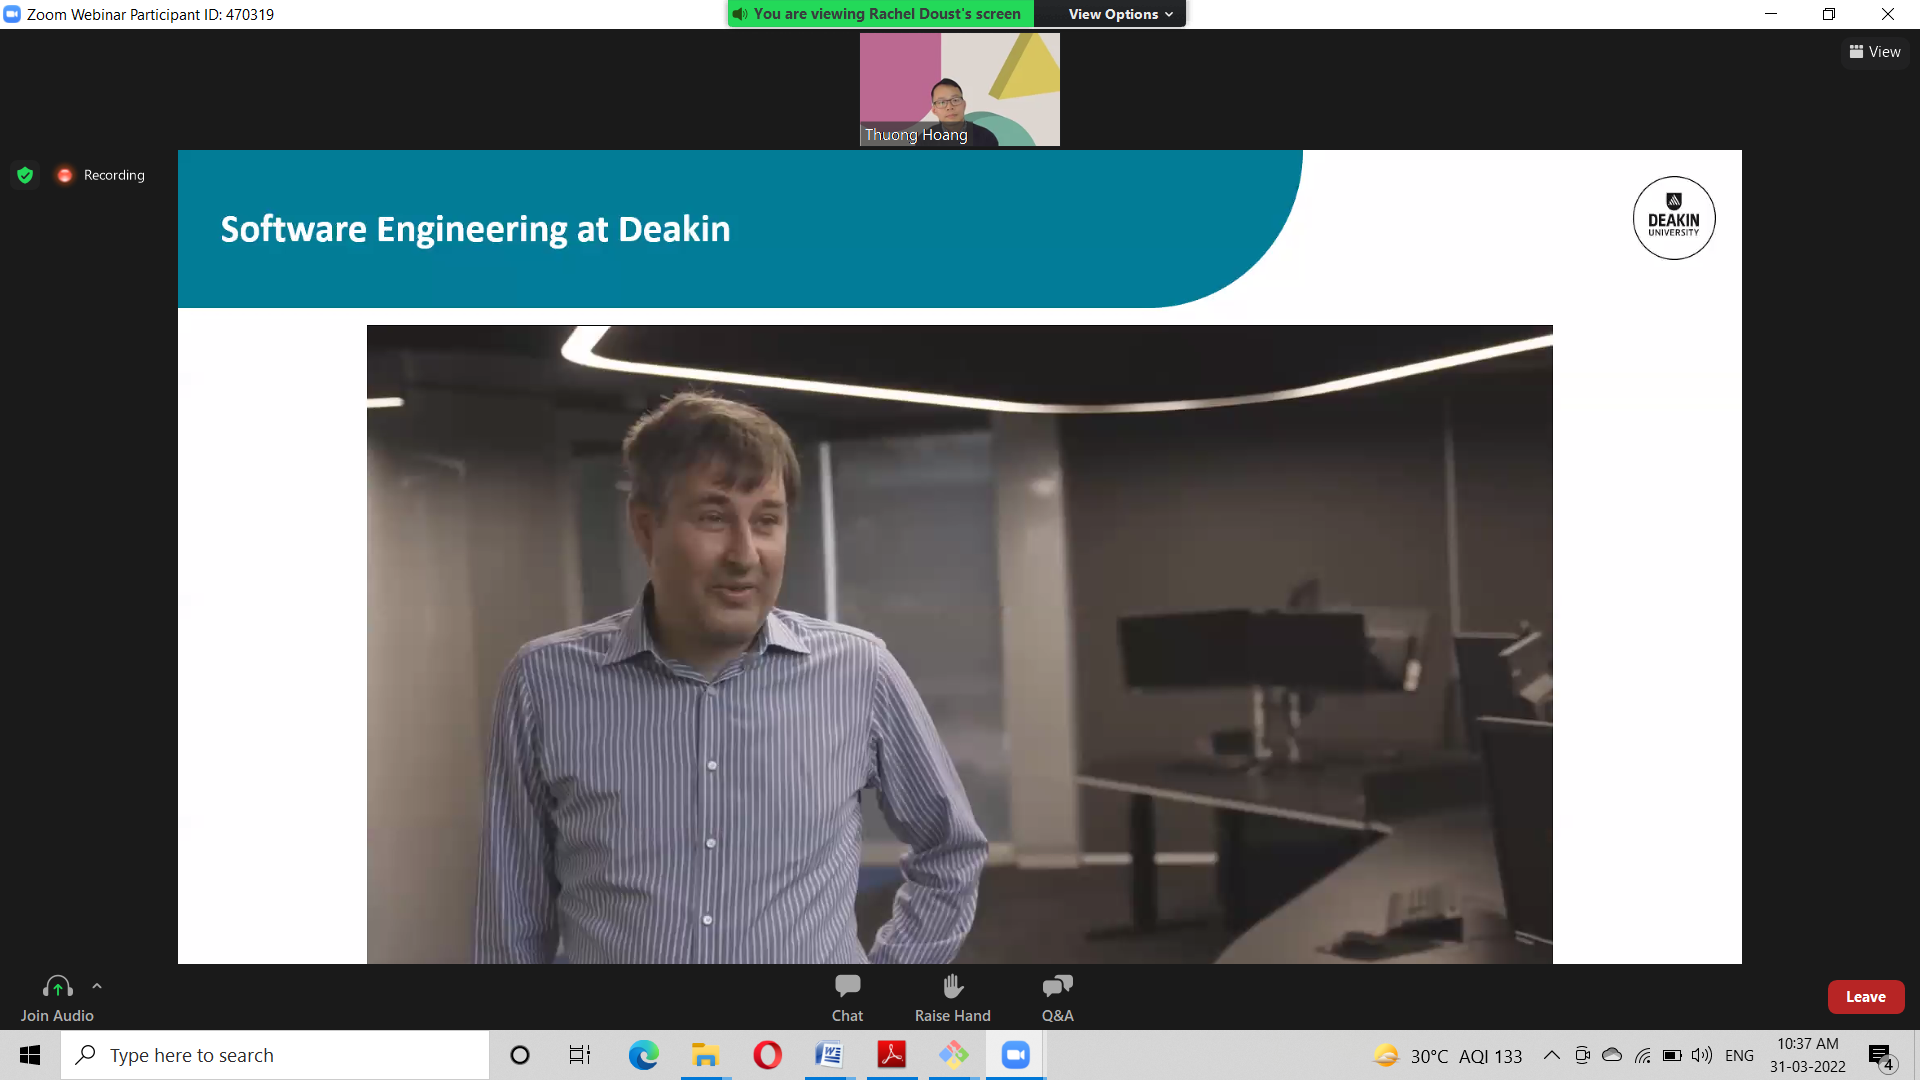 Zoom Webinar Participant ID: 470319
You are viewing Rachel Doust's screen
View Options
View
Thuong Hoang
Recording
Software Engineering at Deakin
DEAKIN
UNIVERSITY
Join Audio
Chat
Raise Hand
Q&A
Leave
Type here to search
30°C AQI 133
ENG
10:37 AM
31-03-2022
4